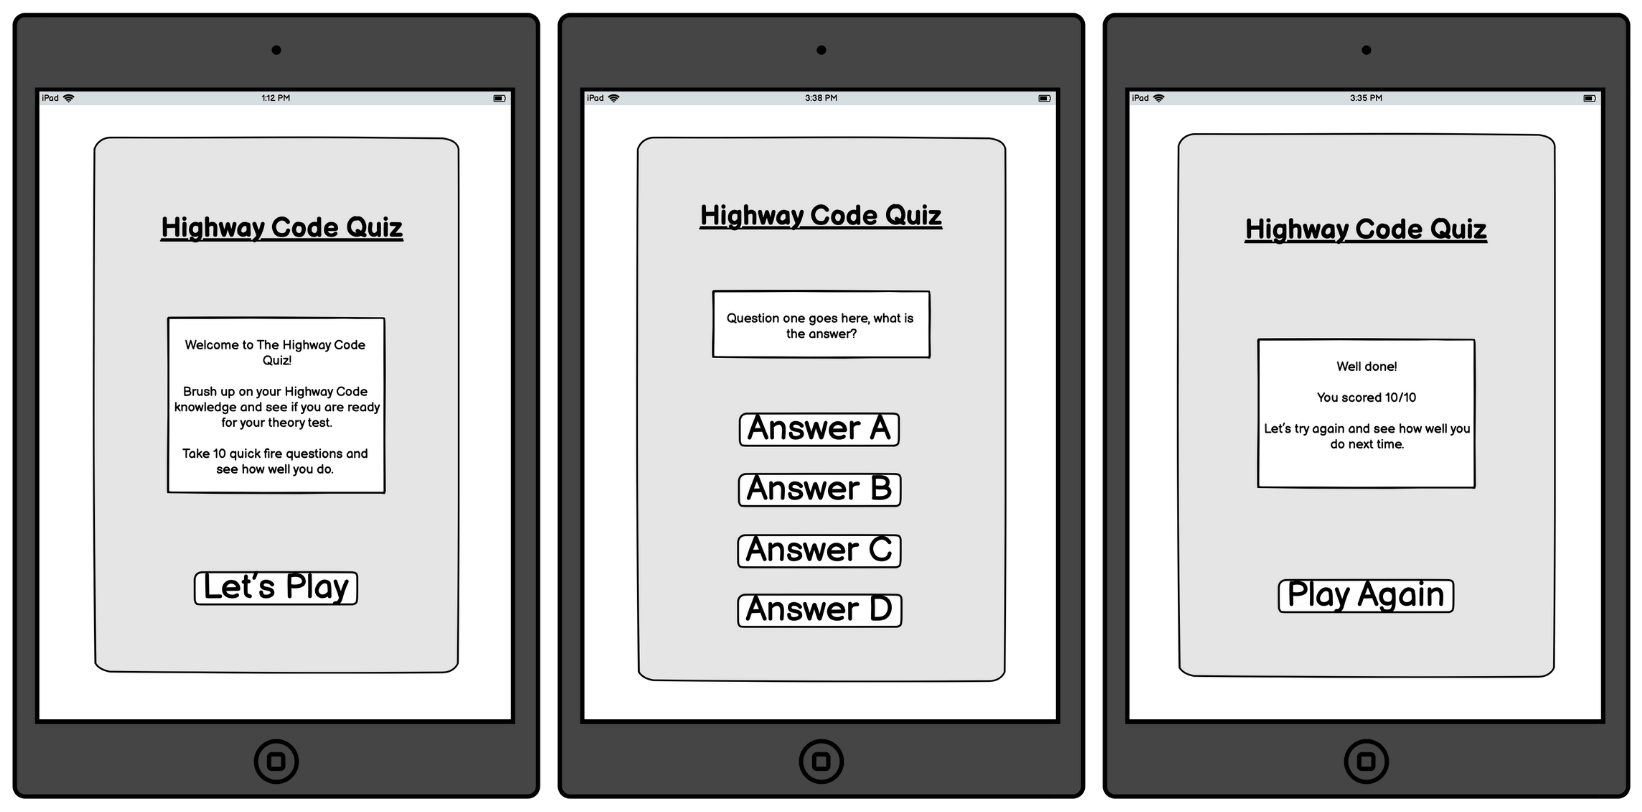 iPad
1:12 PM
Highway Code Quiz
Welcome to The Highway Code
Quiz!
Brush up on your Highway Code
knowledge and see if you are ready
for your theory test.
Take 10 quick fire questions and
see how well you do.
Let's Play
iPad
3:38 PM
Highway Code Quiz
Question one goes here, what is
the answer?
Answer A
Answer B
Answer C
Answer D
iPad
3:35 PM
Highway Code Quiz
Well done!
You scored 10/10
Let's try again and see how well you
do next time.
Play Again